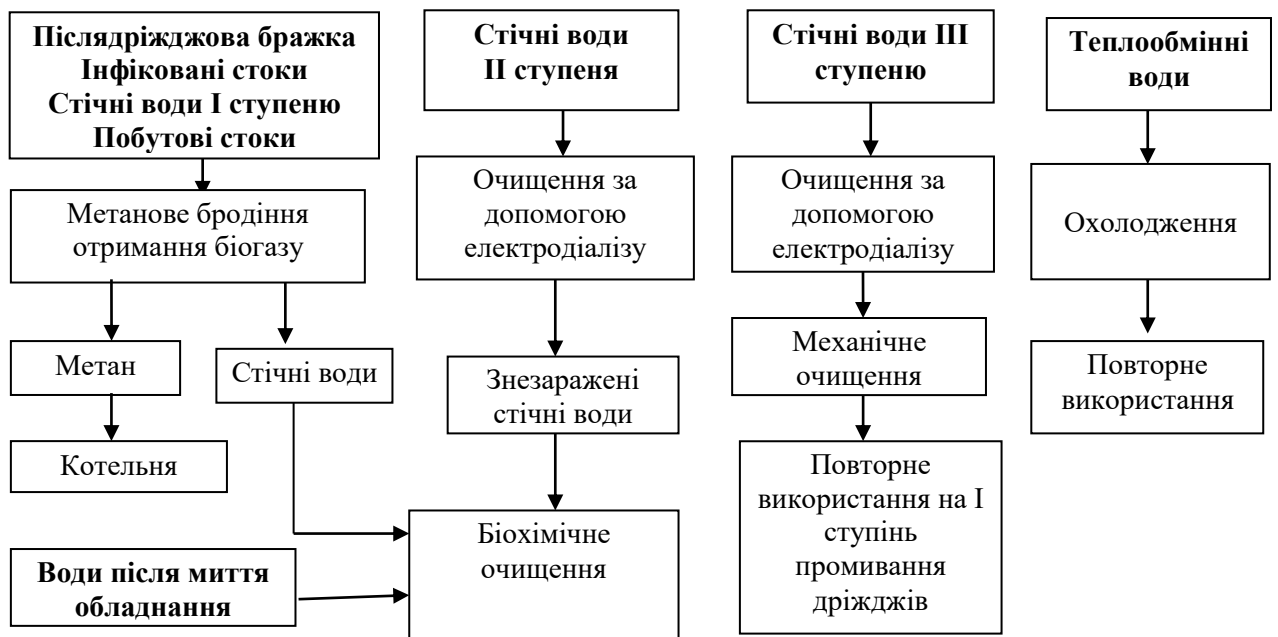 Післядріжджова бражка
Інфіковані стоки
Стічні води І ступеню
Побутові стоки
Метанове бродіння
отримання біогазу
Метан
Стічні води
Котельня
Води після миття
обладнання
Стічні води
ІІ ступеня
Очищення за
допомогою
електродіалізу
Знезаражені
стічні води
Біохімічне
очищення
Стічні води ІІІ
ступеню
Очищення за
допомогою
електродіалізу
Механічне
очищення
Повторне
використання на І
ступінь
промивання
дріжджів
Теплообмінні
води
Охолодження
Повторне
використання